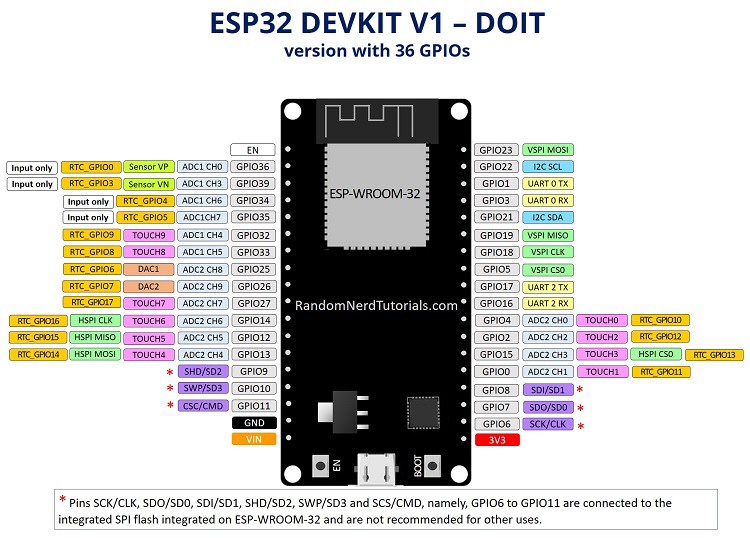 ESP32 DEVKIT V1 – DOIT
version with 36 GPIOs
EN
GPIO23 VSPI MOSI
Input only RTC_GPIO0 Sensor VP ADC1 CH0 GPIO36
GPIO22 I2C SCL
Input only RTC_GPIO3 Sensor VN ADC1 CH3 GPIO39
GPIO1 UART 0 TX
Input only RTC_GPIO4 ADC1 CH6 GPIO34
GPIO3 UART 0 RX
Input only RTC_GPIO5 ADC1CH7 GPIO35
GPIO21 I2C SDA
RTC_GPIO9 TOUCH9 ADC1 CH4 GPIO32
GPIO19 VSPI MISO
RTC_GPIO8 TOUCH8 ADC1 CH5 GPIO33
GPIO18 VSPI CLK
RTC_GPIO6 DAC1 ADC2 CH8 GPIO25
GPIO5 VSPI CS0
RTC_GPIO7 DAC2 ADC2 CH9 GPIO26
GPIO17 UART 2 TX
RTC_GPIO17 TOUCH7 ADC2 CH7 GPIO27
GPIO16 UART 2 RX
RTC_GPIO16 HSPI CLK TOUCH6 ADC2 CH6 GPIO14
GPIO4 ADC2 CH0 TOUCH0 RTC_GPIO10
RTC_GPIO15 HSPI MISO TOUCH5 ADC2 CH5 GPIO12
GPIO2 ADC2 CH2 TOUCH2 RTC_GPIO12
RTC_GPIO14 HSPI MOSI TOUCH4 ADC2 CH4 GPIO13
GPIO15 ADC2 CH3 TOUCH3 HSPI CS0 RTC_GPIO13
* SHD/SD2 GPIO9
GPIO0 ADC2 CH1 TOUCH1 RTC_GPIO11
* SWP/SD3 GPIO10
GPIO8 SDI/SD1 *
* CSC/CMD GPIO11
GPIO7 SDO/SD0 *
GND
GPIO6 SCK/CLK *
VIN
3V3
ESP-WROOM-32
RandomNerdTutorials.com
EN
BOOT
* Pins SCK/CLK, SDO/SD0, SDI/SD1, SHD/SD2, SWP/SD3 and SCS/CMD, namely, GPIO6 to GPIO11 are connected to the
integrated SPI flash integrated on ESP-WROOM-32 and are not recommended for other uses.